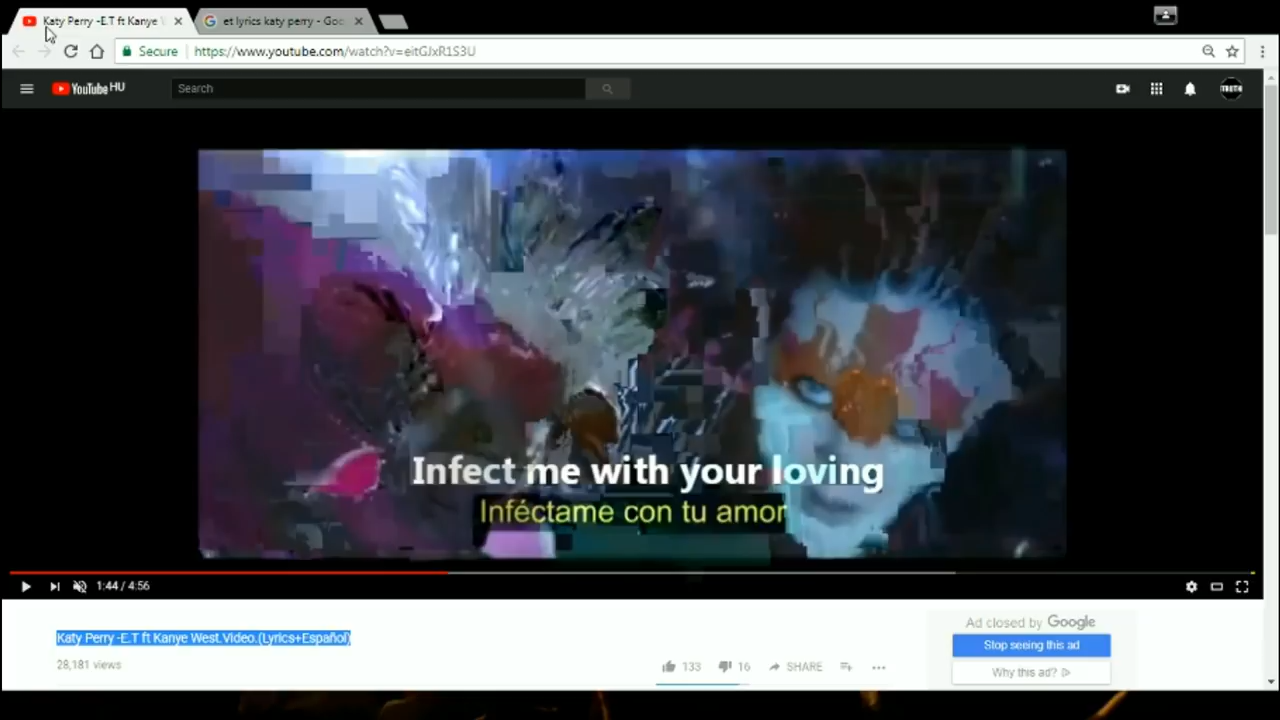 Katy Perry -E.T ft Kanye
et lyrics katy perry - Goo
Secure
https://www.youtube.com/watch?v=eitGJxR1S3U
YouTube HU
Search
TRUTH
Infect me with your loving
Inféctame con tu amor
1:44 / 4:56
Katy Perry -E.T ft Kanye West.Video.(Lyrics+Español)
28,181 views
133
16
SHARE
Ad closed by Google
Stop seeing this ad
Why this ad?